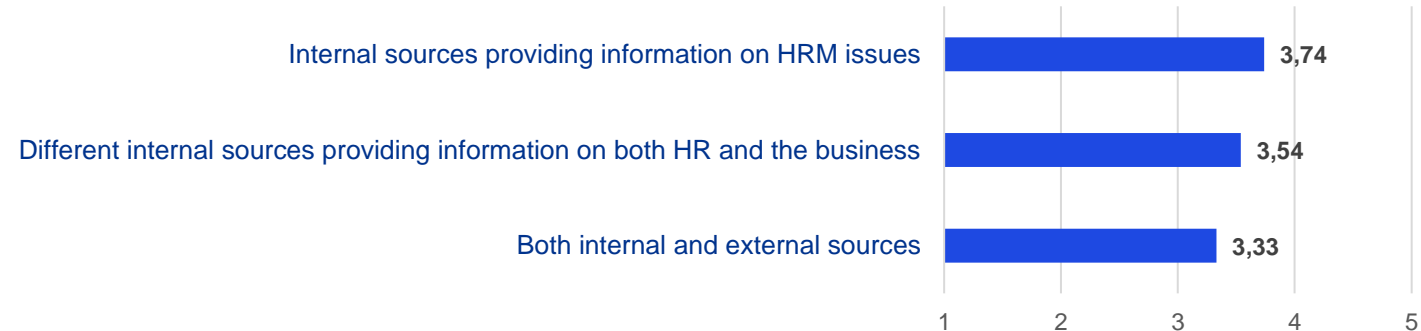 Internal sources providing information on HRM issues
3,74
Different internal sources providing information on both HR and the business
3,54
Both internal and external sources
3,33
1 2 3 4 5